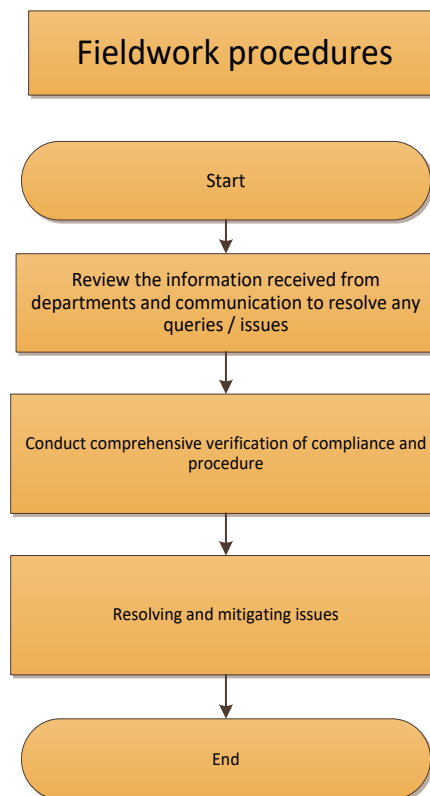 Fieldwork procedures
Start
Review the information received from
departments and communication to resolve any
queries / issues
Conduct comprehensive verification of compliance and
procedure
Resolving and mitigating issues
End